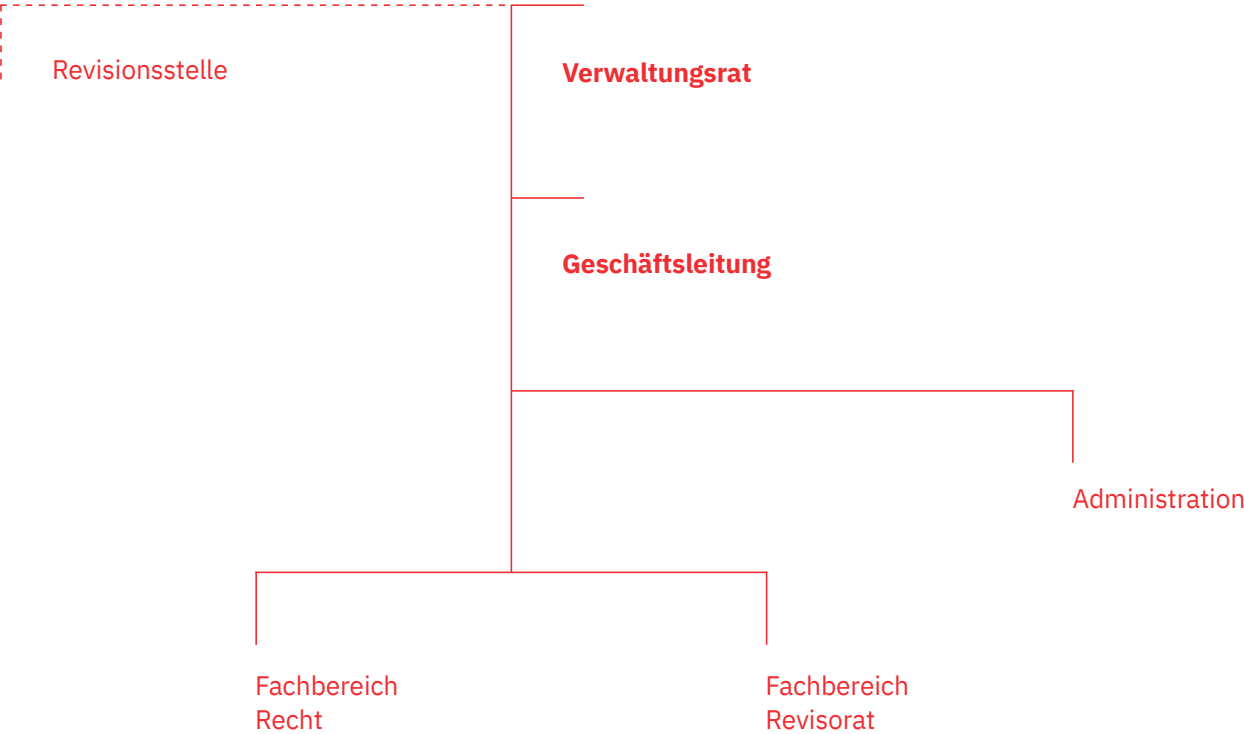 Revisionsstelle
Verwaltungsrat
Geschäftsleitung
Administration
Fachbereich
Recht
Fachbereich
Revisorat